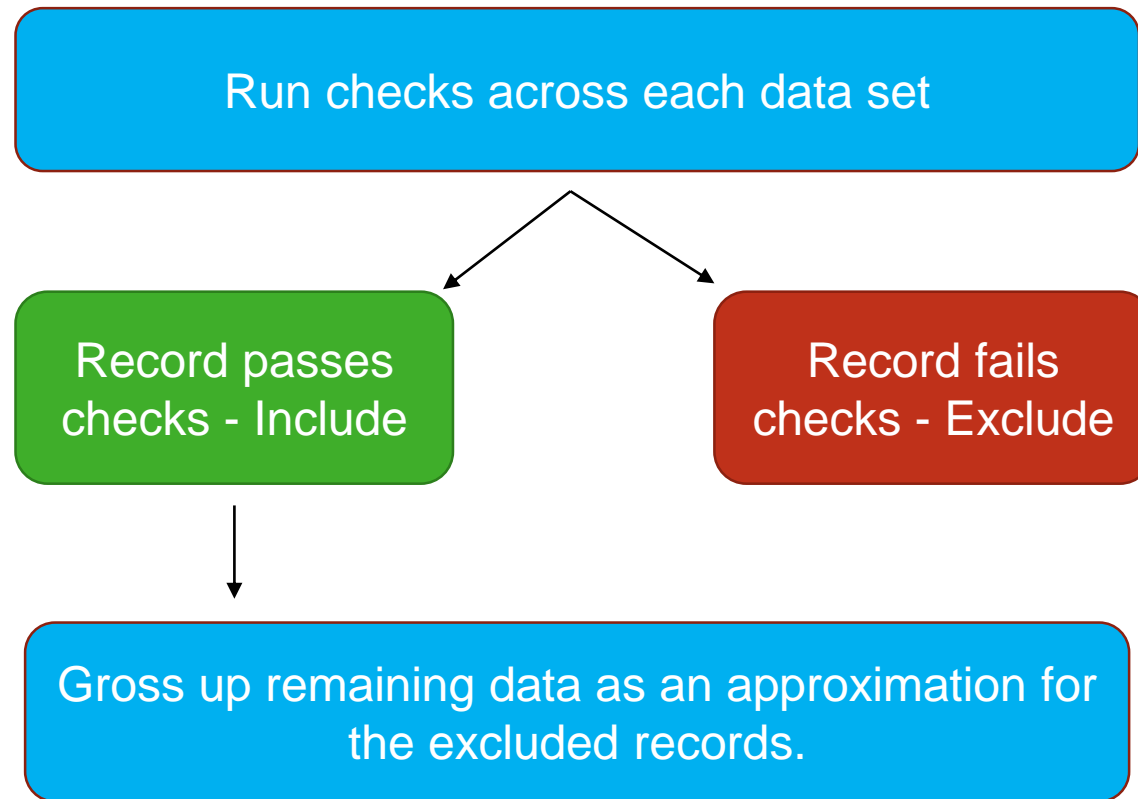 Run checks across each data set
Record passes
checks - Include
Record fails
checks - Exclude
Gross up remaining data as an approximation for
the excluded records.